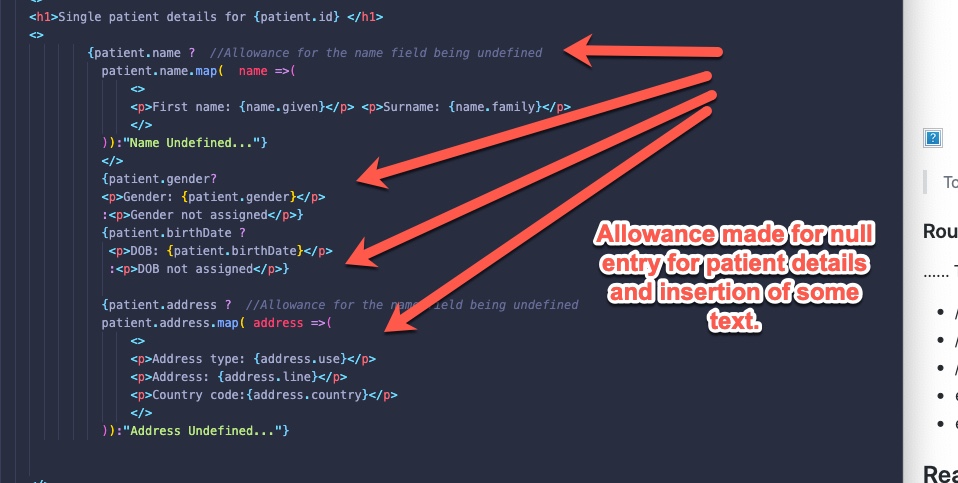 <h1>Single patient details for {patient.id} </h1>
<>
{patient.name ?  //Allowance for the name field being undefined
patient.name.map(  name =>(
<>
<p>First name: {name.given}</p> <p>Surname: {name.family}</p>
</>
)):"Name Undefined..."}
</>
{patient.gender?
<p>Gender: {patient.gender}</p>
:<p>Gender not assigned</p>}
{patient.birthDate ?
<p>DOB: {patient.birthDate}</p>
:<p>DOB not assigned</p>}
{patient.address ?  //Allowance for the name field being undefined
patient.address.map( address =>(
<>
<p>Address type: {address.use}</p>
<p>Address: {address.line}</p>
<p>Country code:{address.country}</p>
</>
)):"Address Undefined..."}
Allowance made for null
entry for patient details
and insertion of some
text.
?
To
Rou
...... T
Rea